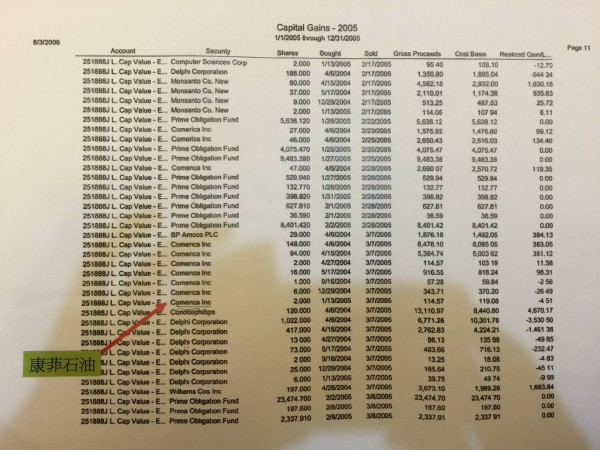 Capital Gains - 2005
1/1/2005 through 12/31/2005
8/3/2006
Page 11
Account Security Shares Bought Sold Gross Proceeds Cost Basis Realized Gain/L...
251888J L. Cap Value - E... Computer Sciences Corp 2.000 1/13/2005 2/17/2005 95.40 108.10 -12.70
251888J L. Cap Value - E... Delphi Corporation 188.000 4/6/2004 2/17/2005 1,350.80 1,895.04 -544.24
251888J L. Cap Value - E... Monsanto Co. New 80.000 4/15/2004 2/17/2005 4,562.18 2,932.00 1,630.18
251888J L. Cap Value - E... Monsanto Co. New 37.000 5/17/2004 2/17/2005 2,110.01 1,174.38 935.63
251888J L. Cap Value - E... Monsanto Co. New 9.000 12/29/2004 2/17/2005 513.25 487.53 25.72
251888J L. Cap Value - E... Monsanto Co. New 2.000 1/13/2005 2/17/2005 114.05 107.94 6.11
251888J L. Cap Value - E... Prime Obligation Fund 5,638.120 1/28/2005 2/22/2005 5,638.12 5,638.12 0.00
251888J L. Cap Value - E... Comerica Inc 27.000 4/6/2004 2/23/2005 1,575.92 1,476.80 99.12
251888J L. Cap Value - E... Comerica Inc 46.000 4/6/2004 2/25/2005 2,650.43 2,516.03 134.40
251888J L. Cap Value - E... Prime Obligation Fund 4,075.470 1/25/2005 2/25/2005 4,075.47 4,075.47 0.00
251888J L. Cap Value - E... Prime Obligation Fund 9,483.380 1/27/2005 2/25/2005 9,483.38 9,483.38 0.00
251888J L. Cap Value - E... Comerica Inc 47.000 4/6/2004 2/28/2005 2,690.07 2,570.72 119.35
251888J L. Cap Value - E... Prime Obligation Fund 529.940 1/27/2005 2/28/2005 529.94 529.94 0.00
251888J L. Cap Value - E... Prime Obligation Fund 132.770 1/26/2005 2/28/2005 132.77 132.77 0.00
251888J L. Cap Value - E... Prime Obligation Fund 398.820 1/31/2005 2/28/2005 398.82 398.82 0.00
251888J L. Cap Value - E... Prime Obligation Fund 627.810 2/1/2005 2/28/2005 627.81 627.81 0.00
251888J L. Cap Value - E... Prime Obligation Fund 36.590 2/1/2005 2/28/2005 36.59 36.59 0.00
251888J L. Cap Value - E... Prime Obligation Fund 8,401.420 2/2/2005 2/28/2005 8,401.42 8,401.42 0.00
251888J L. Cap Value - E... BP Amoco PLC 29.000 4/6/2004 3/7/2005 1,876.18 1,492.05 384.13
251888J L. Cap Value - E... Comerica Inc 148.000 4/6/2004 3/7/2005 8,478.10 8,095.05 383.05
251888J L. Cap Value - E... Comerica Inc 94.000 4/15/2004 3/7/2005 5,384.74 5,003.62 381.12
251888J L. Cap Value - E... Comerica Inc 2.000 4/27/2004 3/7/2005 114.57 103.19 11.38
251888J L. Cap Value - E... Comerica Inc 16.000 5/17/2004 3/7/2005 916.55 818.24 98.31
251888J L. Cap Value - E... Comerica Inc 1.000 9/16/2004 3/7/2005 57.28 59.84 -2.56
251888J L. Cap Value - E... Comerica Inc 6.000 12/29/2004 3/7/2005 343.71 370.20 -26.49
251888J L. Cap Value - E... Comerica Inc 2.000 1/13/2005 3/7/2005 114.57 119.08 -4.51
251888J L. Cap Value - E... Conocophillips 120.000 4/6/2004 3/7/2005 13,110.97 8,440.80 4,670.17
251888J L. Cap Value - E... Delphi Corporation 1,022.000 4/6/2004 3/7/2005 6,771.26 10,301.76 -3,530.50
251888J L. Cap Value - E... Delphi Corporation 417.000 4/15/2004 3/7/2005 2,762.83 4,224.21 -1,461.38
251888J L. Cap Value - E... Delphi Corporation 13.000 4/27/2004 3/7/2005 86.13 135.98 -49.85
251888J L. Cap Value - E... Delphi Corporation 73.000 5/17/2004 3/7/2005 483.66 716.13 -232.47
251888J L. Cap Value - E... Delphi Corporation 2.000 9/16/2004 3/7/2005 13.25 18.08 -4.83
康菲石油
251888J L. Cap Value - E... Delphi Corporation 25.000 12/29/2004 3/7/2005 165.64 210.75 -45.11
251888J L. Cap Value - E... Delphi Corporation 6.000 1/13/2005 3/7/2005 39.75 49.74 -9.99
251888J L. Cap Value - E... Williams Cos Inc 197.000 4/26/2004 3/8/2005 3,673.10 1,989.26 1,683.84
251888J L. Cap Value - E... Prime Obligation Fund 23,474.700 2/2/2005 3/8/2005 23,474.70 23,474.70 0.00
251888J L. Cap Value - E... Prime Obligation Fund 197.600 2/8/2005 3/8/2005 197.60 197.60 0.00
251888J L. Cap Value - E... Prime Obligation Fund 2,337.910 2/9/2005 3/8/2005 2,337.91 2,337.91 0.00